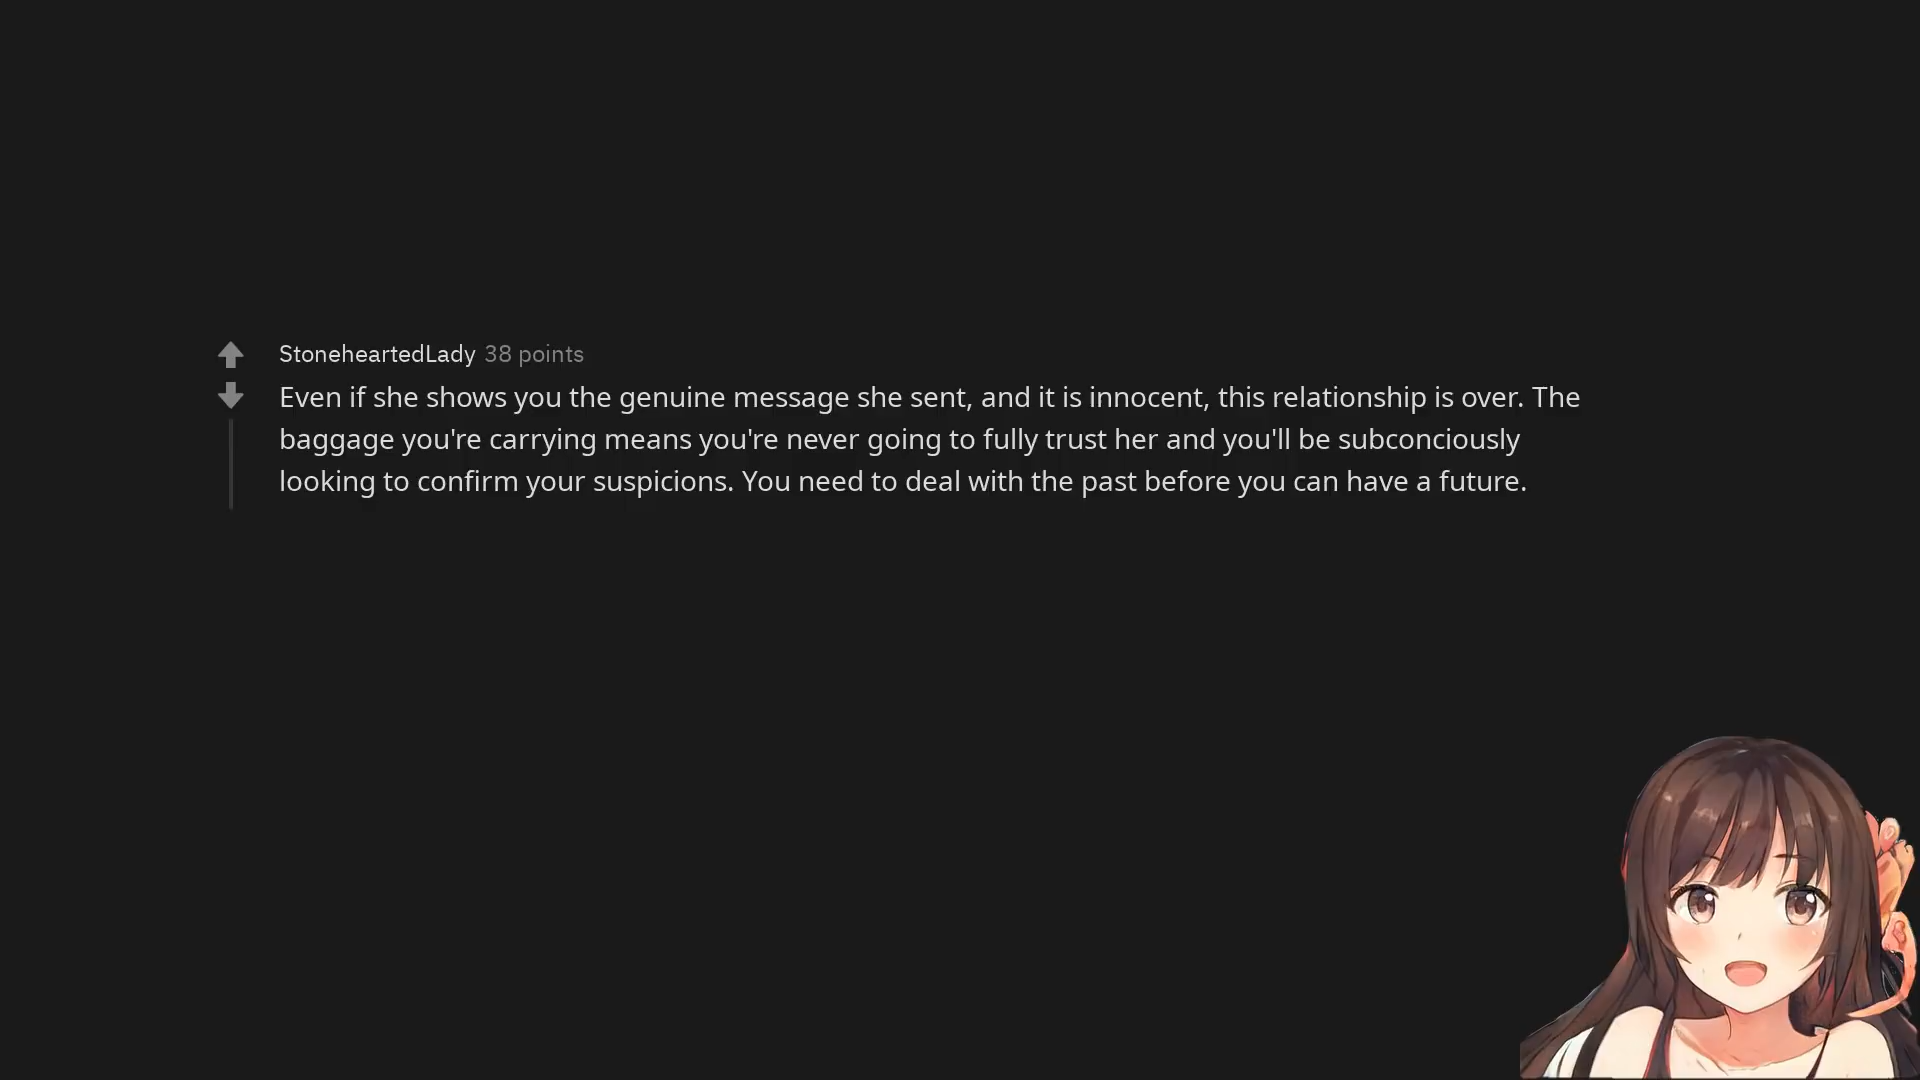 StoneheartedLady 38 points
Even if she shows you the genuine message she sent, and it is innocent, this relationship is over. The
baggage you're carrying means you're never going to fully trust her and you'll be subconciously
looking to confirm your suspicions. You need to deal with the past before you can have a future.